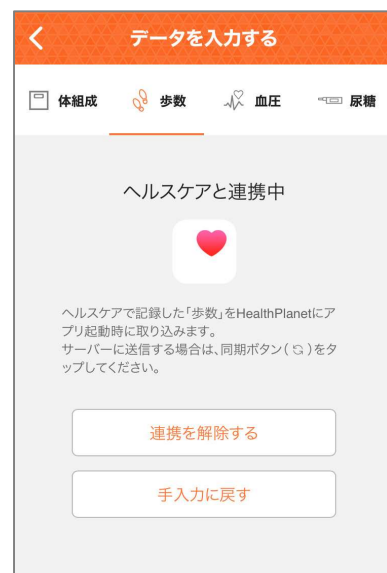 データを入力する
体組成
歩数
血圧
尿糖
ヘルスケアと連携中
ヘルスケアで記録した「歩数」をHealthPlanetにア
プリ起動時に取り込みます。
サーバーに送信する場合は、同期ボタン( )をタ
ップしてください。
連携を解除する
手入力に戻す